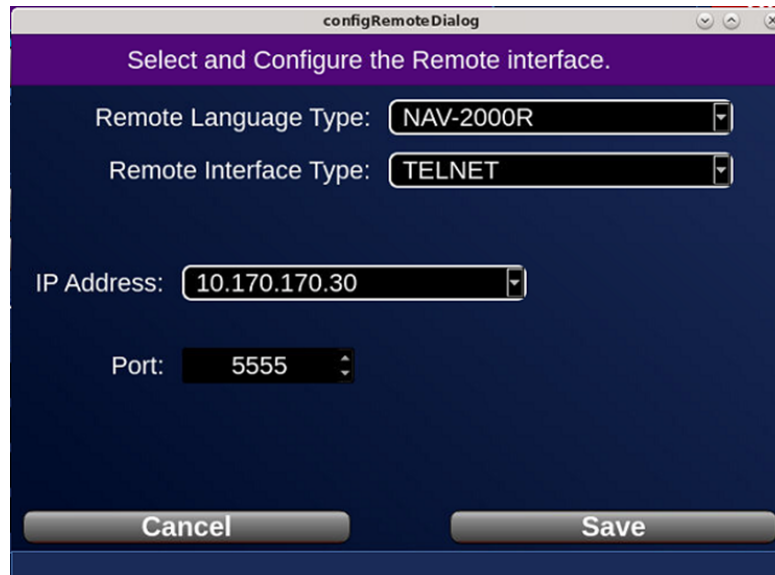 configRemoteDialog
Select and Configure the Remote interface.
Remote Language Type: NAV-2000R
Remote Interface Type: TELNET
IP Address: 10.170.170.30
Port: 5555
Cancel Save